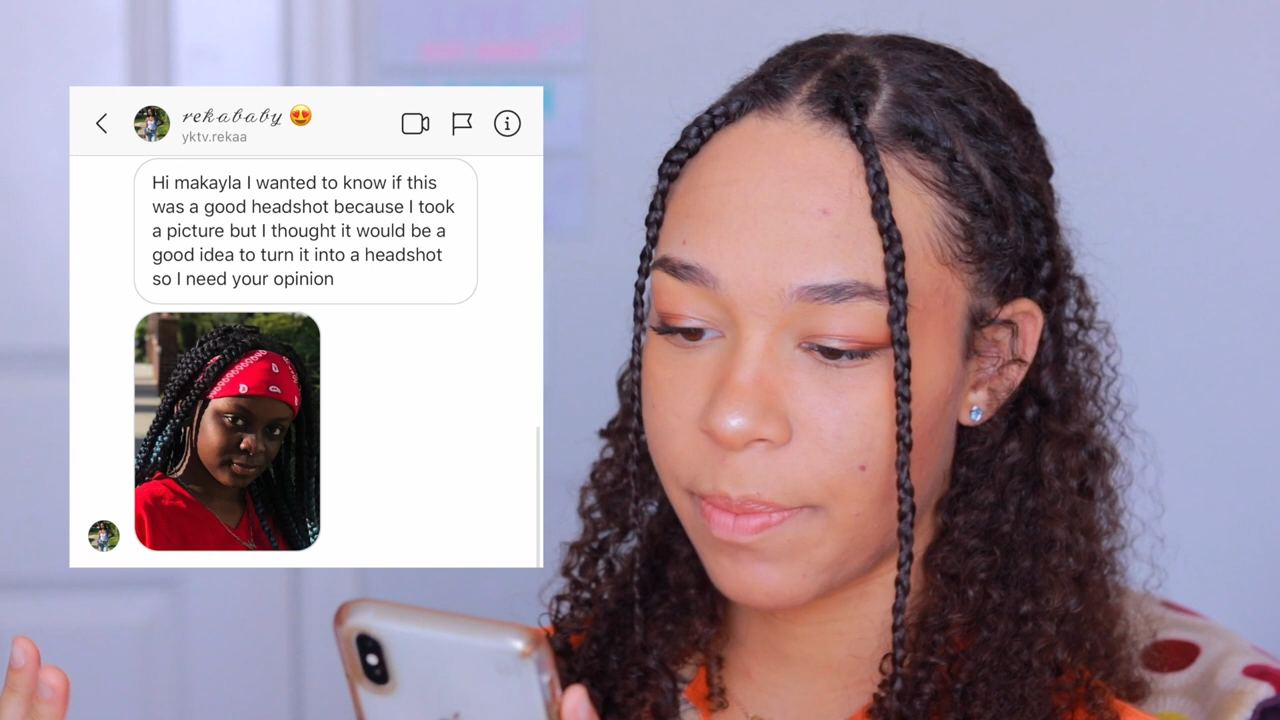 rekababy 😍
yktv.rekaa
Hi makayla I wanted to know if this
was a good headshot because I took
a picture but I thought it would be a
good idea to turn it into a headshot
so I need your opinion